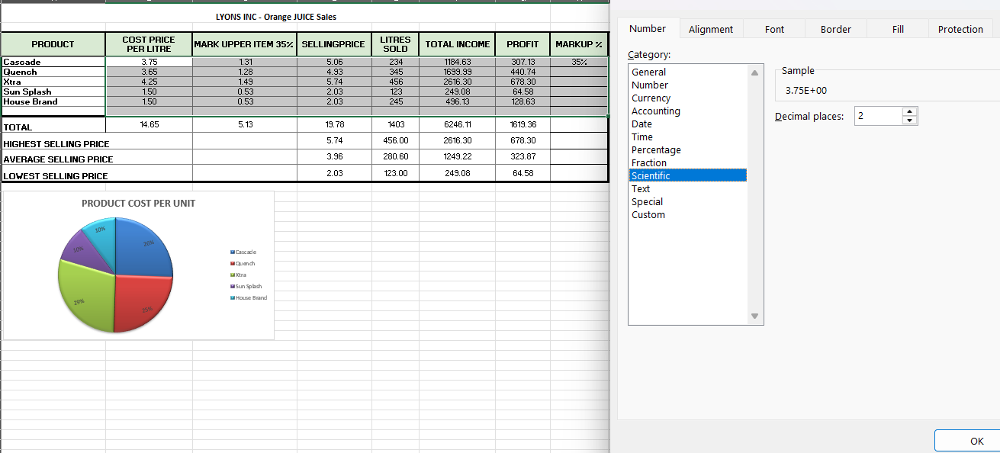 LYONS INC - Orange JUICE Sales
PRODUCT COST PRICE PER LITRE MARK UPPER ITEM 35% SELLINGPRICE LITRES SOLD TOTAL INCOME PROFIT MARKUP %
Cascade 3.75 1.31 5.06 234 1184.63 307.13 35%
Quench 3.65 1.28 4.93 345 1699.99 440.74
Xtra 4.25 1.49 5.74 456 2616.30 678.30
Sun Splash 1.50 0.53 2.03 123 249.08 64.58
House Brand 1.50 0.53 2.03 245 496.13 128.63
TOTAL 14.65 5.13 19.78 1403 6246.11 1619.36
HIGHEST SELLING PRICE 5.74 456.00 2616.30 678.30
AVERAGE SELLING PRICE 3.96 280.60 1249.22 323.87
LOWEST SELLING PRICE 2.03 123.00 249.08 64.58
PRODUCT COST PER UNIT
10%
26%
10%
29%
25%
Cascade
Quench
Xtra
Sun Splash
House Brand
Number Alignment Font Border Fill Protection
Category:
General
Number
Currency
Accounting
Date
Time
Percentage
Fraction
Scientific
Text
Special
Custom
Sample
3.75E+00
Decimal places: 2
OK